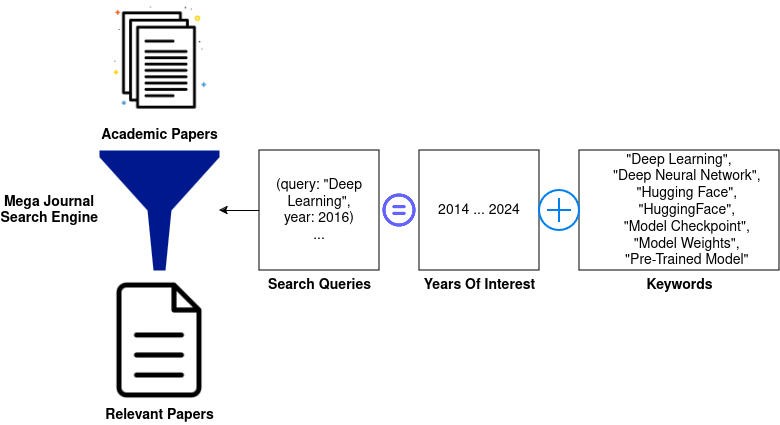 Academic Papers
Mega Journal
Search Engine
(query: "Deep
Learning",
year: 2016)
...
Search Queries
2014 ... 2024
Years Of Interest
"Deep Learning",
"Deep Neural Network",
"Hugging Face",
"HuggingFace",
"Model Checkpoint",
"Model Weights",
"Pre-Trained Model"
Keywords
Relevant Papers